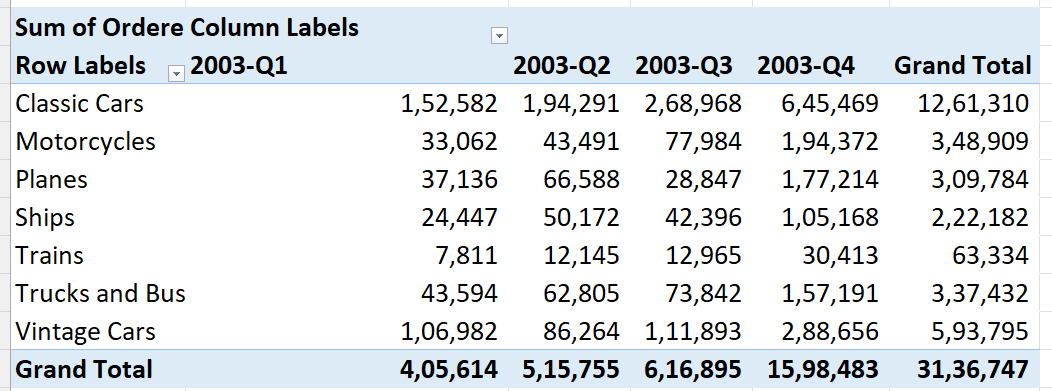 Sum of Ordere Column Labels
Row Labels 2003-Q1 2003-Q2 2003-Q3 2003-Q4 Grand Total
Classic Cars 1,52,582 1,94,291 2,68,968 6,45,469 12,61,310
Motorcycles 33,062 43,491 77,984 1,94,372 3,48,909
Planes 37,136 66,588 28,847 1,77,214 3,09,784
Ships 24,447 50,172 42,396 1,05,168 2,22,182
Trains 7,811 12,145 12,965 30,413 63,334
Trucks and Bus 43,594 62,805 73,842 1,57,191 3,37,432
Vintage Cars 1,06,982 86,264 1,11,893 2,88,656 5,93,795
Grand Total 4,05,614 5,15,755 6,16,895 15,98,483 31,36,747